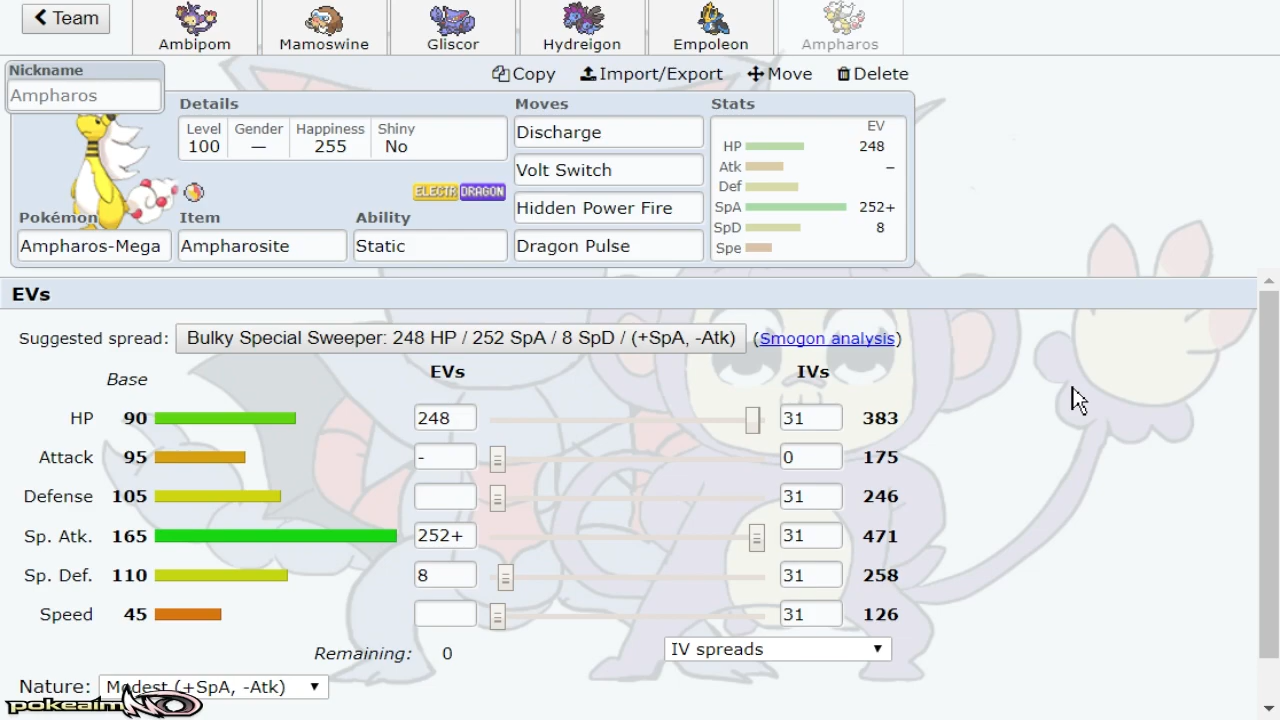 Team
Ambipom
Mamoswine
Gliscor
Hydreigon
Empoleon
Ampharos
Nickname
Ampharos
Copy
Import/Export
Move
Delete
Details
Level
100
Gender
—
Happiness
255
Shiny
No
ELECTR DRAGON
Pokémon
Ampharos-Mega
Item
Ampharosite
Ability
Static
Moves
Discharge
Volt Switch
Hidden Power Fire
Dragon Pulse
Stats
EV
HP 248
Atk –
Def
SpA 252+
SpD 8
Spe
EVs
Suggested spread: Bulky Special Sweeper: 248 HP / 252 SpA / 8 SpD / (+SpA, -Atk) (Smogon analysis)
Base EVs IVs
HP 90 248 31 383
Attack 95 - 0 175
Defense 105 31 246
Sp. Atk. 165 252+ 31 471
Sp. Def. 110 8 31 258
Speed 45 31 126
Remaining: 0
IV spreads
Nature: Modest (+SpA, -Atk)
pokeaimMD